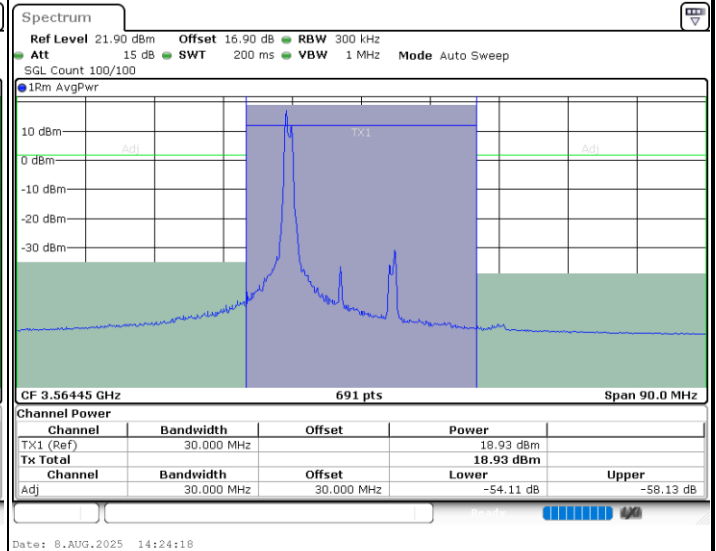 Spectrum
Ref Level 21.90 dBm Offset 16.90 dB RBW 300 kHz
Att 15 dB SWT 200 ms VBW 1 MHz Mode Auto Sweep
SGL Count 100/100
1Rm AvgPwr
10 dBm
TX1
Adj
Adj
0 dBm
-10 dBm
-20 dBm
-30 dBm
CF 3.56445 GHz 691 pts Span 90.0 MHz
Channel Power
Channel Bandwidth Offset Power
TX1 (Ref) 30.000 MHz 18.93 dBm
Tx Total 18.93 dBm
Channel Bandwidth Offset Lower Upper
Adj 30.000 MHz 30.000 MHz -54.11 dB -58.13 dB
Ready
Date: 8.AUG.2025 14:24:18